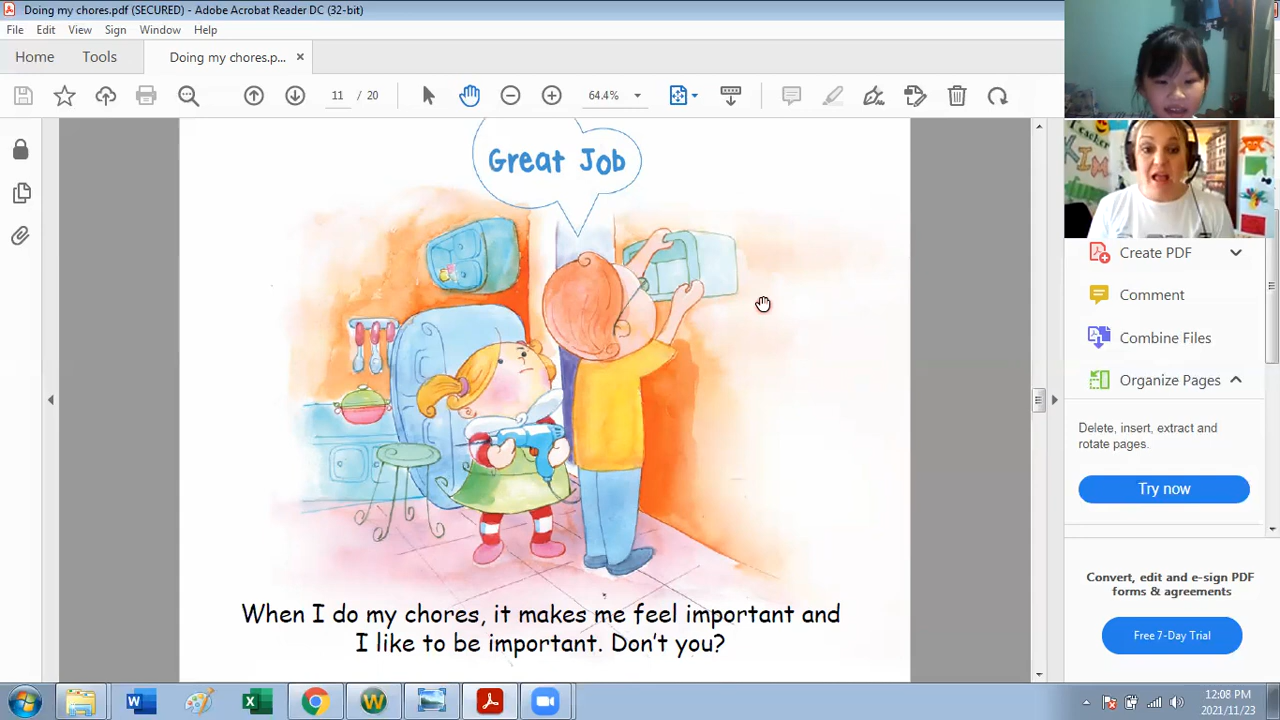 Doing my chores.pdf (SECURED) - Adobe Acrobat Reader DC (32-bit)
File Edit View Sign Window Help
Home Tools Doing my chores.p... ×
11 / 20 64.4%
Great Job
When I do my chores, it makes me feel important and
I like to be important. Don't you?
Create PDF
Comment
Combine Files
Organize Pages
Delete, insert, extract and
rotate pages.
Try now
Convert, edit and e-sign PDF
forms & agreements
Free 7-Day Trial
12:08 PM
2021/11/23